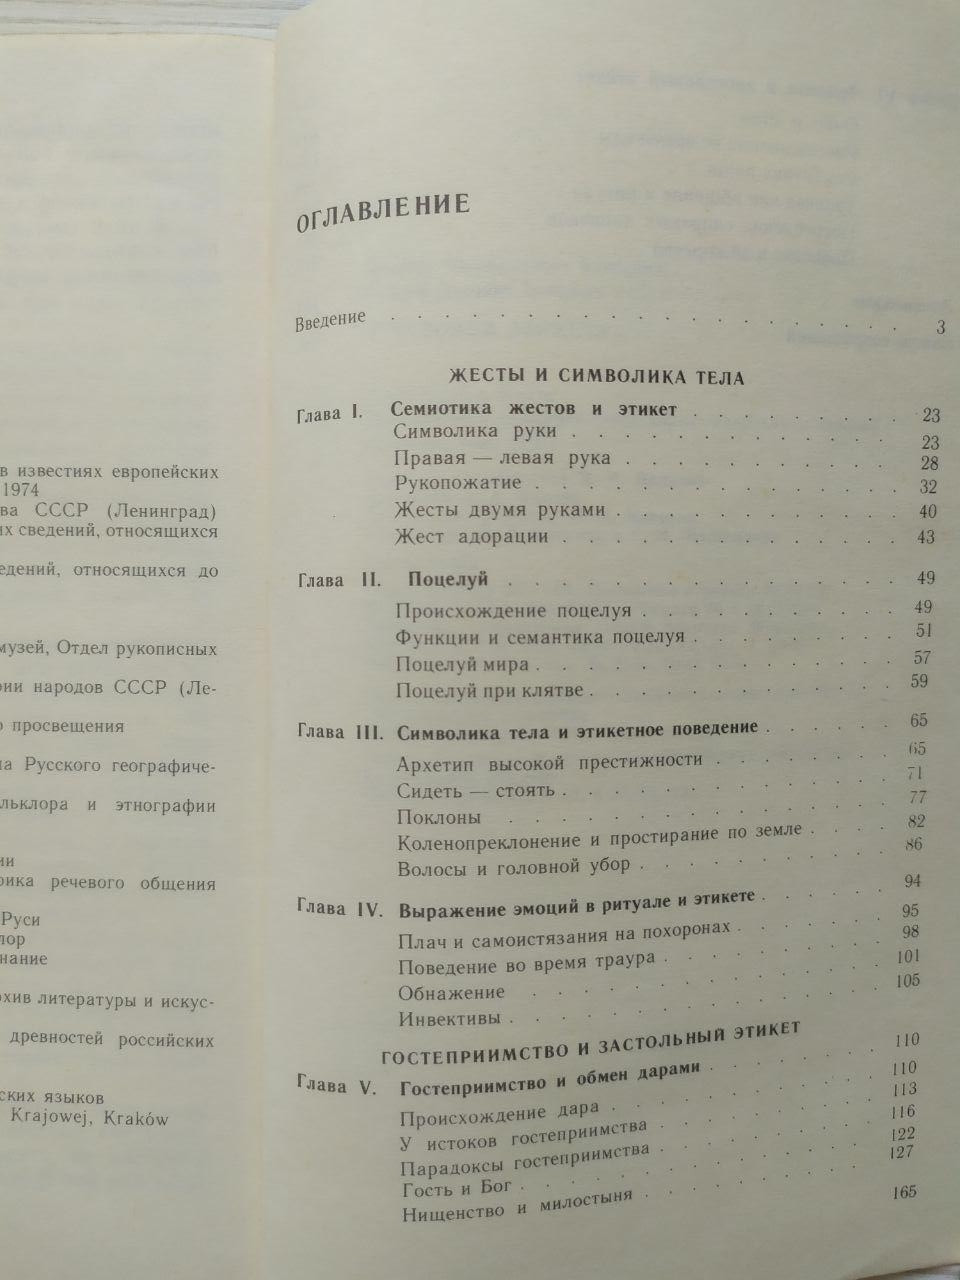 в известиях европейских
1974
ва СССР (Ленинград)
их сведений, относящихся
едений, относящихся до
музей, Отдел рукописных
рии народов СССР (Ле-
о просвещения
ла Русского географиче-
льклора и этнографии
ии
рика речевого общения
Руси
лор
нание
рхив литературы и искус-
древностей российских
ских языков
Krajowej, Kraków
ОГЛАВЛЕНИЕ
Введение . . . . . . . . . . . . . . . . . . . 3
ЖЕСТЫ И СИМВОЛИКА ТЕЛА
Глава I. Семиотика жестов и этикет . . . . . . . . . 23
Символика руки . . . . . . . . . . . . 23
Правая — левая рука . . . . . . . . . . . 28
Рукопожатие . . . . . . . . . . . . . . 32
Жесты двумя руками . . . . . . . . . . . 40
Жест адорации . . . . . . . . . . . . . 43
Глава II. Поцелуй . . . . . . . . . . . . . . . 49
Происхождение поцелуя . . . . . . . . . . 49
Функции и семантика поцелуя . . . . . . . . 51
Поцелуй мира . . . . . . . . . . . . . . 57
Поцелуй при клятве . . . . . . . . . . . . 59
Глава III. Символика тела и этикетное поведение . . . . . . 65
Архетип высокой престижности . . . . . . . 65
Сидеть — стоять . . . . . . . . . . . . . 71
Поклоны . . . . . . . . . . . . . . . 77
Коленопреклонение и простирание по земле . . . . 82
Волосы и головной убор . . . . . . . . . . 86
Глава IV. Выражение эмоций в ритуале и этикете . . . . . . 94
Плач и самоистязания на похоронах . . . . . . 95
Поведение во время траура . . . . . . . . . 98
Обнажение . . . . . . . . . . . . . . 101
Инвективы . . . . . . . . . . . . . . 105
ГОСТЕПРИИМСТВО И ЗАСТОЛЬНЫЙ ЭТИКЕТ
Глава V. Гостеприимство и обмен дарами . . . . . . . . 110
Происхождение дара . . . . . . . . . . . 110
У истоков гостеприимства . . . . . . . . . 113
Парадоксы гостеприимства . . . . . . . . . 116
Гость и Бог . . . . . . . . . . . . . . 122
Нищенство и милостыня . . . . . . . . . . 127
165